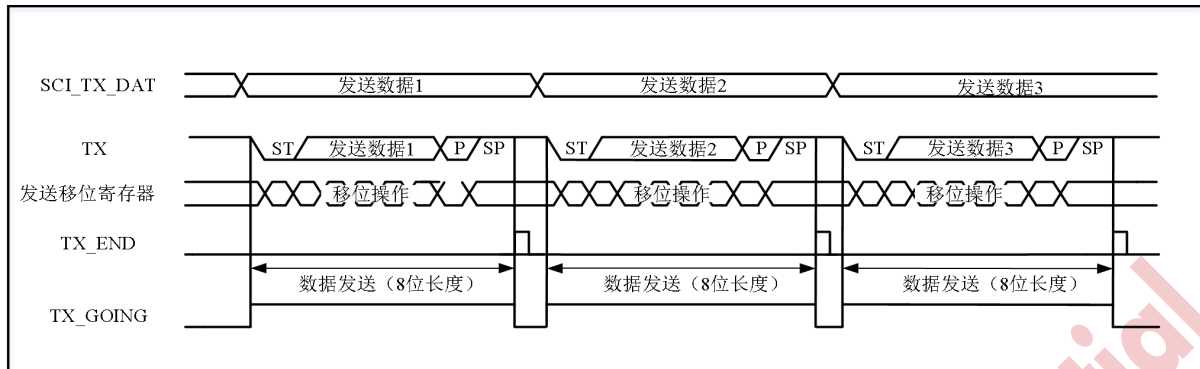 SCI_TX_DAT 发送数据1 发送数据2 发送数据3
TX ST 发送数据1 P SP ST 发送数据2 P SP ST 发送数据3 P SP
发送移位寄存器 移位操作 移位操作 移位操作
TX_END
数据发送（8位长度） 数据发送（8位长度） 数据发送（8位长度）
TX_GOING